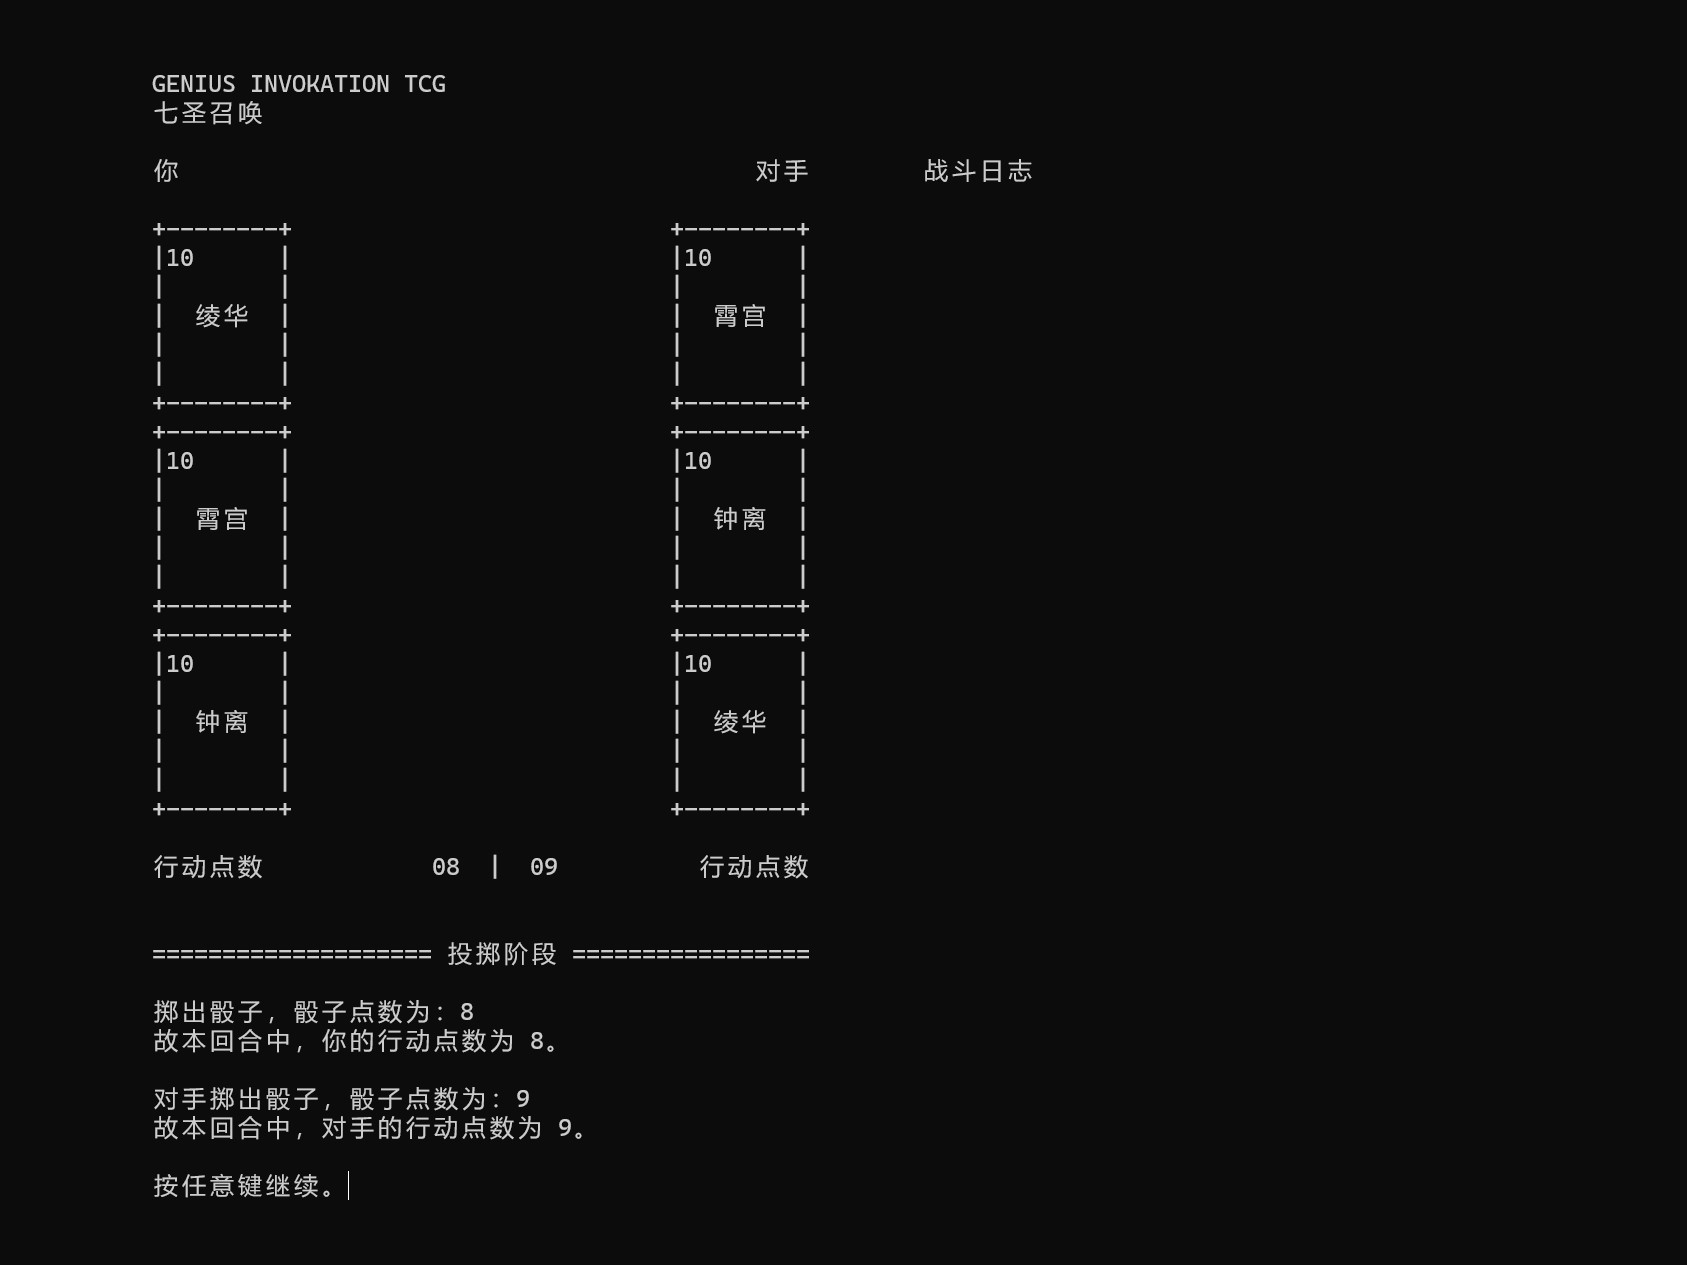 GENIUS INVOKATION TCG
七圣召唤
你 对手 战斗日志
+--------+ +--------+
|10 | |10 |
| | | |
| 绫华 | | 霄宫 |
| | | |
| | | |
+--------+ +--------+
+--------+ +--------+
|10 | |10 |
| | | |
| 霄宫 | | 钟离 |
| | | |
| | | |
+--------+ +--------+
+--------+ +--------+
|10 | |10 |
| | | |
| 钟离 | | 绫华 |
| | | |
| | | |
+--------+ +--------+
行动点数 08 | 09 行动点数
==================== 投掷阶段 =================
掷出骰子，骰子点数为：8
故本回合中，你的行动点数为 8。
对手掷出骰子，骰子点数为：9
故本回合中，对手的行动点数为 9。
按任意键继续。